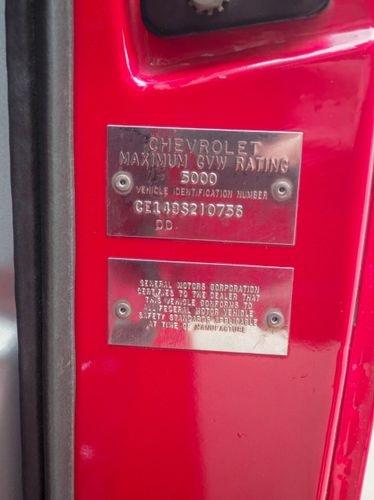 CHEVROLET
MAXIMUM GVW RATING
5000
VEHICLE IDENTIFICATION NUMBER
CE149S210756
DD
GENERAL MOTORS CORPORATION
CERTIFIES TO THE DEALER THAT
THIS VEHICLE CONFORMS TO
ALL FEDERAL MOTOR VEHICLE
SAFETY STANDARDS APPLICABLE
AT TIME OF MANUFACTURE